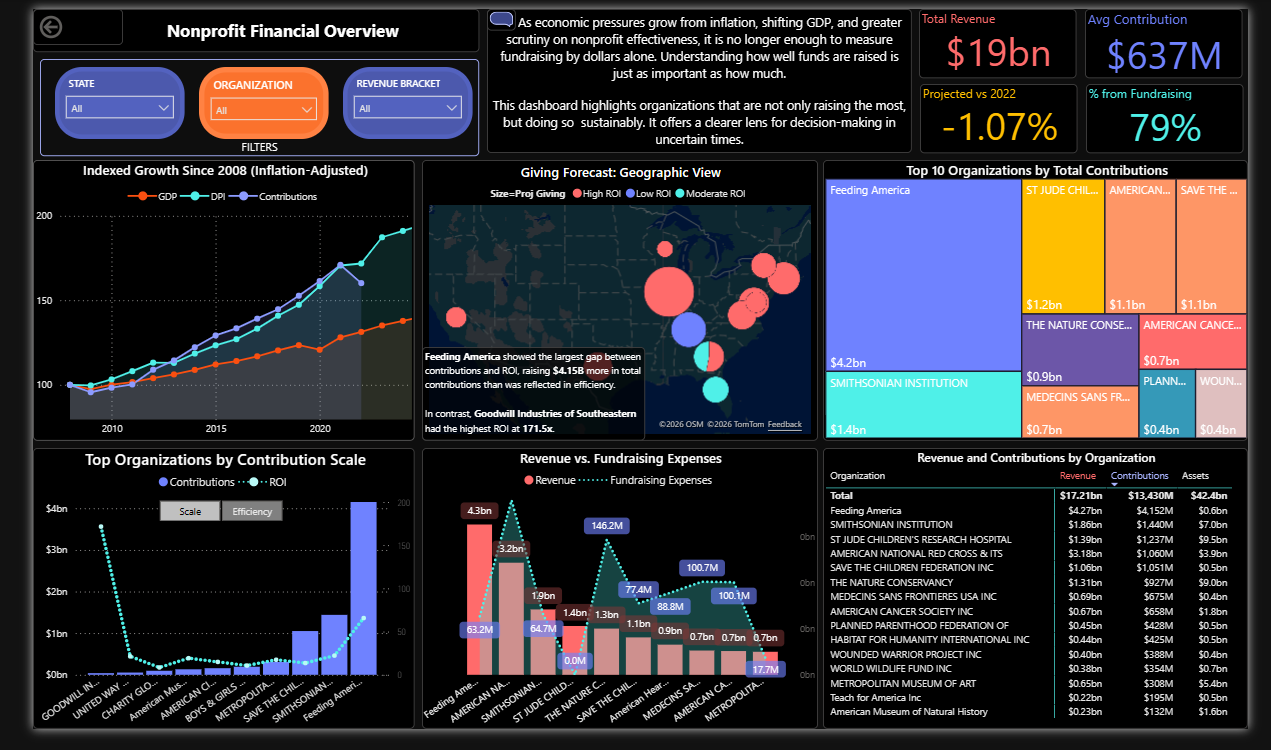 Nonprofit Financial Overview
STATE
All
ORGANIZATION
All
REVENUE BRACKET
All
FILTERS
As economic pressures grow from inflation, shifting GDP, and greater
scrutiny on nonprofit effectiveness, it is no longer enough to measure
fundraising by dollars alone. Understanding how well funds are raised is
just as important as how much.
This dashboard highlights organizations that are not only raising the most,
but doing so sustainably. It offers a clearer lens for decision-making in
uncertain times.
Total Revenue
$19bn
Avg Contribution
$637M
Projected vs 2022
-1.07%
% from Fundraising
79%
Indexed Growth Since 2008 (Inflation-Adjusted)
GDP DPI Contributions
200
150
100
2010 2015 2020
Giving Forecast: Geographic View
Size=Proj Giving High ROI Low ROI Moderate ROI
Feeding America showed the largest gap between
contributions and ROI, raising $4.15B more in total
contributions than was reflected in efficiency.
In contrast, Goodwill Industries of Southeastern
had the highest ROI at 171.5x.
©2026 OSM ©2026 TomTom Feedback
Top 10 Organizations by Total Contributions
Feeding America
$4.2bn
SMITHSONIAN INSTITUTION
$1.4bn
ST JUDE CHIL...
$1.2bn
AMERICAN...
$1.1bn
SAVE THE ...
$1.1bn
THE NATURE CONSE...
$0.9bn
MEDECINS SANS FR...
$0.7bn
AMERICAN CANCE...
$0.7bn
PLANN...
$0.4bn
WOUN...
$0.4bn
Top Organizations by Contribution Scale
Contributions ROI
Scale Efficiency
$4bn
$3bn
$2bn
$1bn
$0bn
200
150
100
50
0
GOODWILL IN...
UNITED WAY ...
CHARITY GLO...
American Mus...
AMERICAN CI...
BOYS & GIRLS ...
METROPOLITA...
SAVE THE CHI...
SMITHSONIAN...
Feeding Ameri...
Revenue vs. Fundraising Expenses
Revenue Fundraising Expenses
4.3bn
3.2bn
1.9bn
1.4bn
1.3bn
1.1bn
0.9bn
0.7bn
0.7bn
0.7bn
63.2M
64.7M
0.0M
146.2M
77.4M
88.8M
100.7M
100.1M
17.7M
0bn
0bn
0bn
0bn
Feeding Ame...
AMERICAN NA...
SMITHSONIAN...
ST JUDE CHILD...
THE NATURE C...
SAVE THE CHIL...
American Hear...
MEDECINS SA...
AMERICAN CA...
METROPOLITA...
Revenue and Contributions by Organization
Organization Revenue Contributions Assets
Total $17.21bn $13,430M $42.4bn
Feeding America $4.27bn $4,152M $0.6bn
SMITHSONIAN INSTITUTION $1.86bn $1,440M $7.0bn
ST JUDE CHILDREN'S RESEARCH HOSPITAL $1.39bn $1,237M $9.5bn
AMERICAN NATIONAL RED CROSS & ITS $3.18bn $1,060M $3.9bn
SAVE THE CHILDREN FEDERATION INC $1.06bn $1,051M $0.5bn
THE NATURE CONSERVANCY $1.31bn $927M $9.0bn
MEDECINS SANS FRONTIERES USA INC $0.69bn $675M $0.4bn
AMERICAN CANCER SOCIETY INC $0.67bn $658M $1.8bn
PLANNED PARENTHOOD FEDERATION OF $0.45bn $428M $0.5bn
HABITAT FOR HUMANITY INTERNATIONAL INC $0.44bn $425M $0.5bn
WOUNDED WARRIOR PROJECT INC $0.40bn $388M $0.4bn
WORLD WILDLIFE FUND INC $0.38bn $354M $0.7bn
METROPOLITAN MUSEUM OF ART $0.65bn $308M $5.4bn
Teach for America Inc $0.22bn $195M $0.5bn
American Museum of Natural History $0.23bn $132M $1.6bn